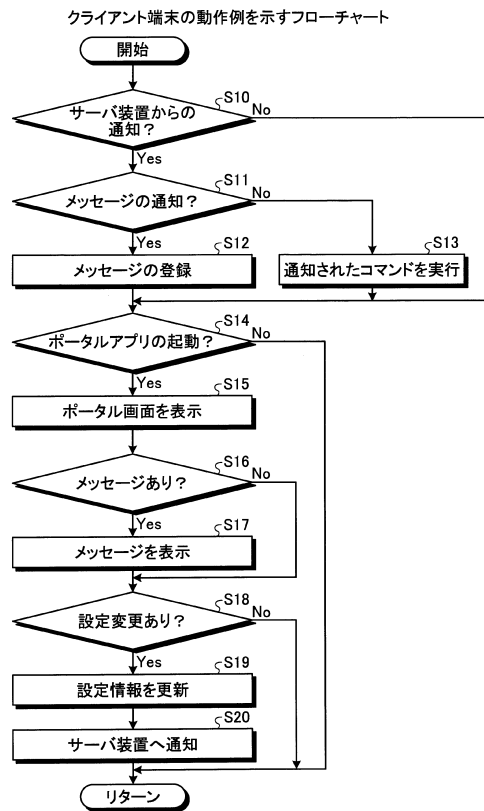 クライアント端末の動作例を示すフローチャート
開始
S10
サーバ装置からの
通知？
No
Yes
S11
メッセージの通知？
No
Yes
S12
メッセージの登録
S13
通知されたコマンドを実行
S14
ポータルアプリの起動？
No
Yes
S15
ポータル画面を表示
S16
メッセージあり？
No
Yes
S17
メッセージを表示
S18
設定変更あり？
No
Yes
S19
設定情報を更新
S20
サーバ装置へ通知
リターン